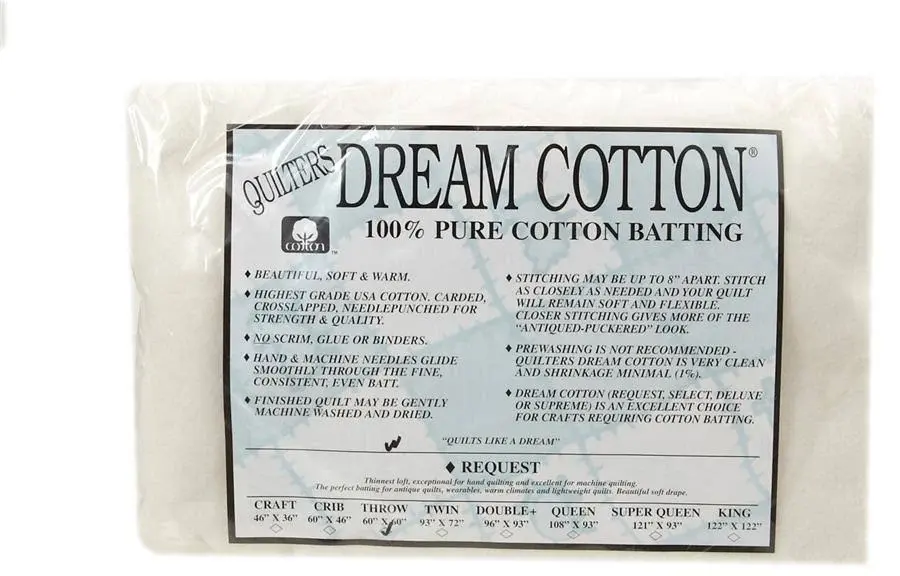 QUILTERS DREAM COTTON®
cotton ™
100% PURE COTTON BATTING
♦ BEAUTIFUL, SOFT & WARM.
♦ HIGHEST GRADE USA COTTON. CARDED,
CROSSLAPPED, NEEDLEPUNCHED FOR
STRENGTH & QUALITY.
♦ NO SCRIM, GLUE OR BINDERS.
♦ HAND & MACHINE NEEDLES GLIDE
SMOOTHLY THROUGH THE FINE,
CONSISTENT, EVEN BATT.
♦ FINISHED QUILT MAY BE GENTLY
MACHINE WASHED AND DRIED.
♦ STITCHING MAY BE UP TO 8" APART. STITCH
AS CLOSELY AS NEEDED AND YOUR QUILT
WILL REMAIN SOFT AND FLEXIBLE.
CLOSER STITCHING GIVES MORE OF THE
"ANTIQUED-PUCKERED" LOOK.
♦ PREWASHING IS NOT RECOMMENDED -
QUILTERS DREAM COTTON IS VERY CLEAN
AND SHRINKAGE MINIMAL (1%).
♦ DREAM COTTON (REQUEST, SELECT, DELUXE
OR SUPREME) IS AN EXCELLENT CHOICE
FOR CRAFTS REQUIRING COTTON BATTING.
"QUILTS LIKE A DREAM"
♦ REQUEST
Thinnest loft, exceptional for hand quilting and excellent for machine quilting.
The perfect batting for antique quilts, wearables, warm climates and lightweight quilts. Beautiful soft drape.
CRAFT CRIB THROW TWIN DOUBLE+ QUEEN SUPER QUEEN KING
46" X 36" 60" X 46" 60" X 60" 93" X 72" 96" X 93" 108" X 93" 121" X 93" 122" X 122"